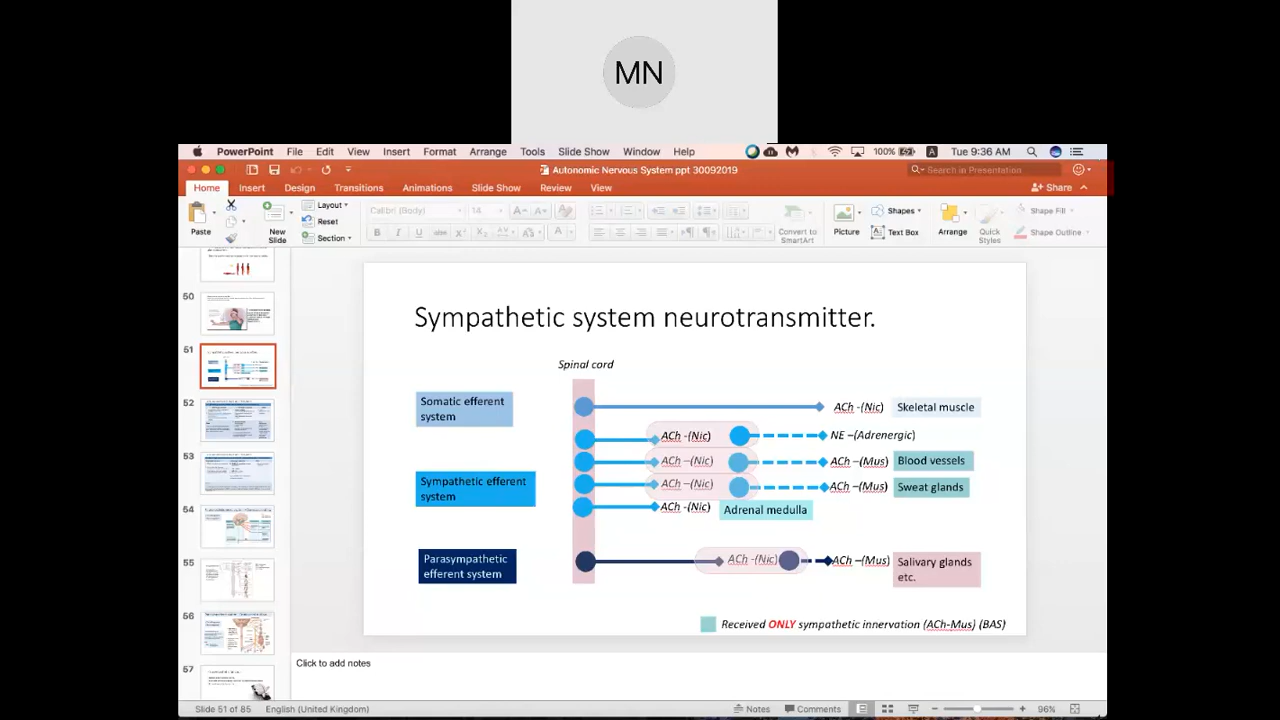 MN
PowerPoint File Edit View Insert Format Arrange Tools Slide Show Window Help 100% A Tue 9:36 AM
Autonomic Nervous System ppt 30092019 Search in Presentation
Home Insert Design Transitions Animations Slide Show Review View Share
Paste New Slide Layout Reset Section Calibri (Body) 14 Convert to SmartArt Picture Shapes Text Box Arrange Quick Styles Shape Fill Shape Outline
50
51
52
53
54
55
56
57
Sympathetic system neurotransmitter.
Spinal cord
Somatic efferent system
ACh -(Nic) Skeletal muscle
ACh -(Nic) NE –(Adrenergic)
ACh -(Nic) ACh –(Mus) Blood vessels
Sympathetic efferent system
ACh -(Nic) ACh –(Mus) Sweat glands
ACh -(Nic) Adrenal medulla
Parasympathetic efferent system
ACh -(Nic) ACh –(Mus) Salivary glands etc.
Received ONLY sympathetic innervation (ACh-Mus) (BAS)
Click to add notes
Slide 51 of 85 English (United Kingdom) Notes Comments 96%